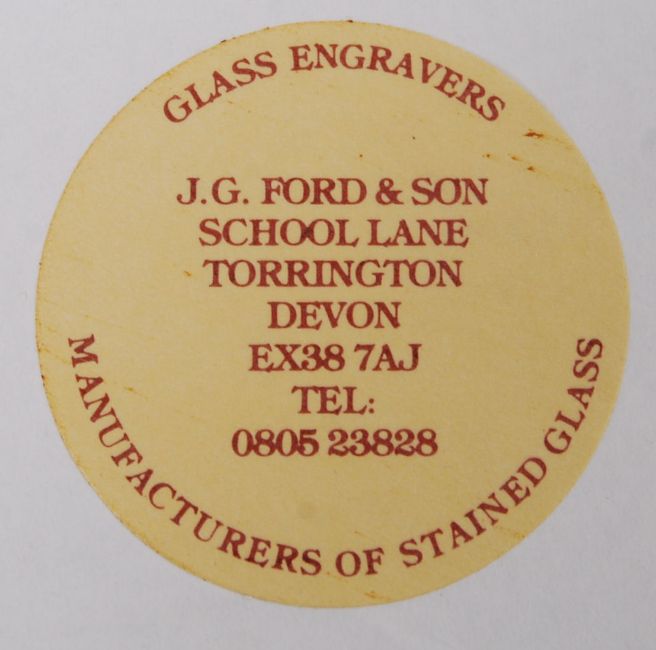 GLASS ENGRAVERS
J.G. FORD & SON
SCHOOL LANE
TORRINGTON
DEVON
EX38 7AJ
TEL:
0805 23828
MANUFACTURERS OF STAINED GLASS